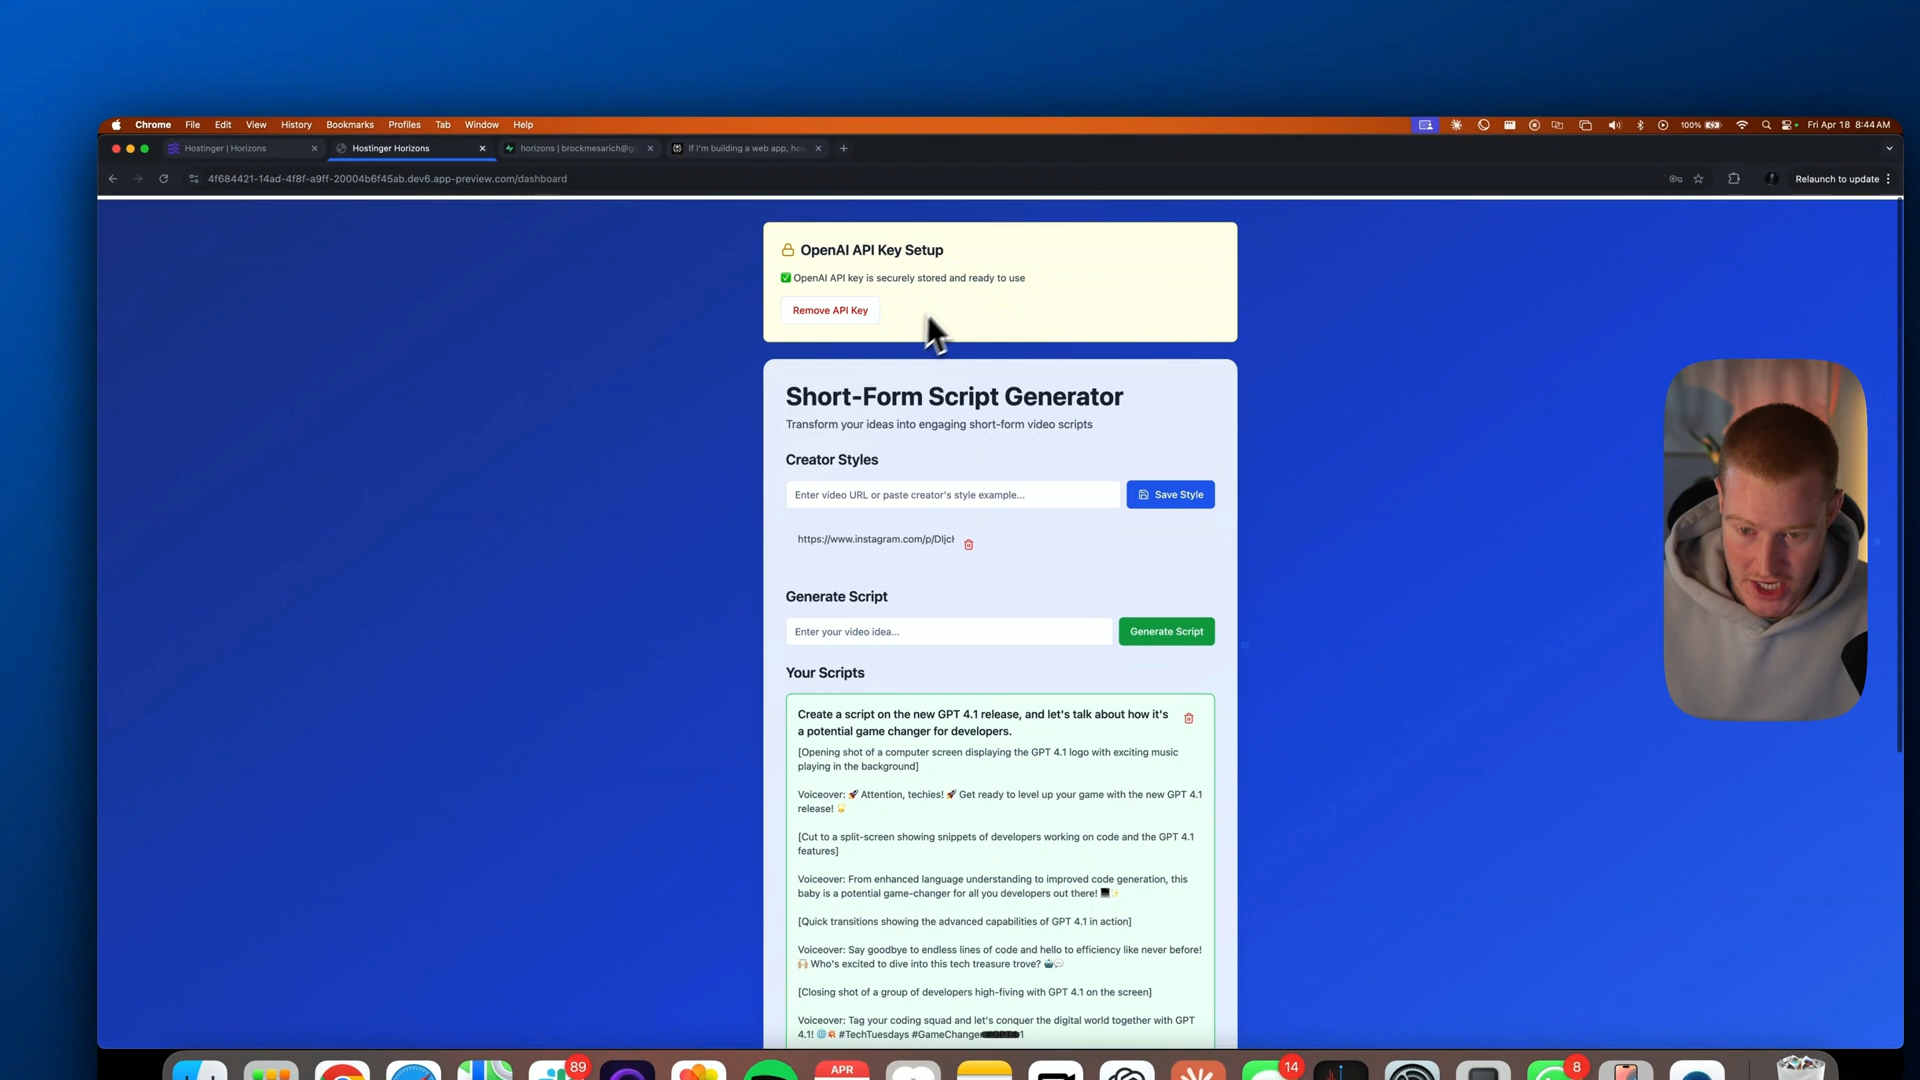 Chrome File Edit View History Bookmarks Profiles Tab Window Help 100% Fri Apr 18 8:44 AM
Hostinger | Horizons
Hostinger Horizons
horizons | brockmesarich@g
If I'm building a web app, ho
4f684421-14ad-4f8f-a9ff-20004b6f45ab.dev6.app-preview.com/dashboard
Relaunch to update
OpenAI API Key Setup
✅ OpenAI API key is securely stored and ready to use
Remove API Key
Short-Form Script Generator
Transform your ideas into engaging short-form video scripts
Creator Styles
Enter video URL or paste creator's style example...
Save Style
https://www.instagram.com/p/Dljcl
Generate Script
Enter your video idea...
Generate Script
Your Scripts
Create a script on the new GPT 4.1 release, and let's talk about how it's
a potential game changer for developers.
[Opening shot of a computer screen displaying the GPT 4.1 logo with exciting music
playing in the background]
Voiceover: 🚀 Attention, techies! 🚀 Get ready to level up your game with the new GPT 4.1
release!
[Cut to a split-screen showing snippets of developers working on code and the GPT 4.1
features]
Voiceover: From enhanced language understanding to improved code generation, this
baby is a potential game-changer for all you developers out there! 💻✨
[Quick transitions showing the advanced capabilities of GPT 4.1 in action]
Voiceover: Say goodbye to endless lines of code and hello to efficiency like never before!
🙌🏼 Who's excited to dive into this tech treasure trove? 🤖💬
[Closing shot of a group of developers high-fiving with GPT 4.1 on the screen]
Voiceover: Tag your coding squad and let's conquer the digital world together with GPT
4.1! 🌐💥 #TechTuesdays #GameChanger
89
APR
14
8